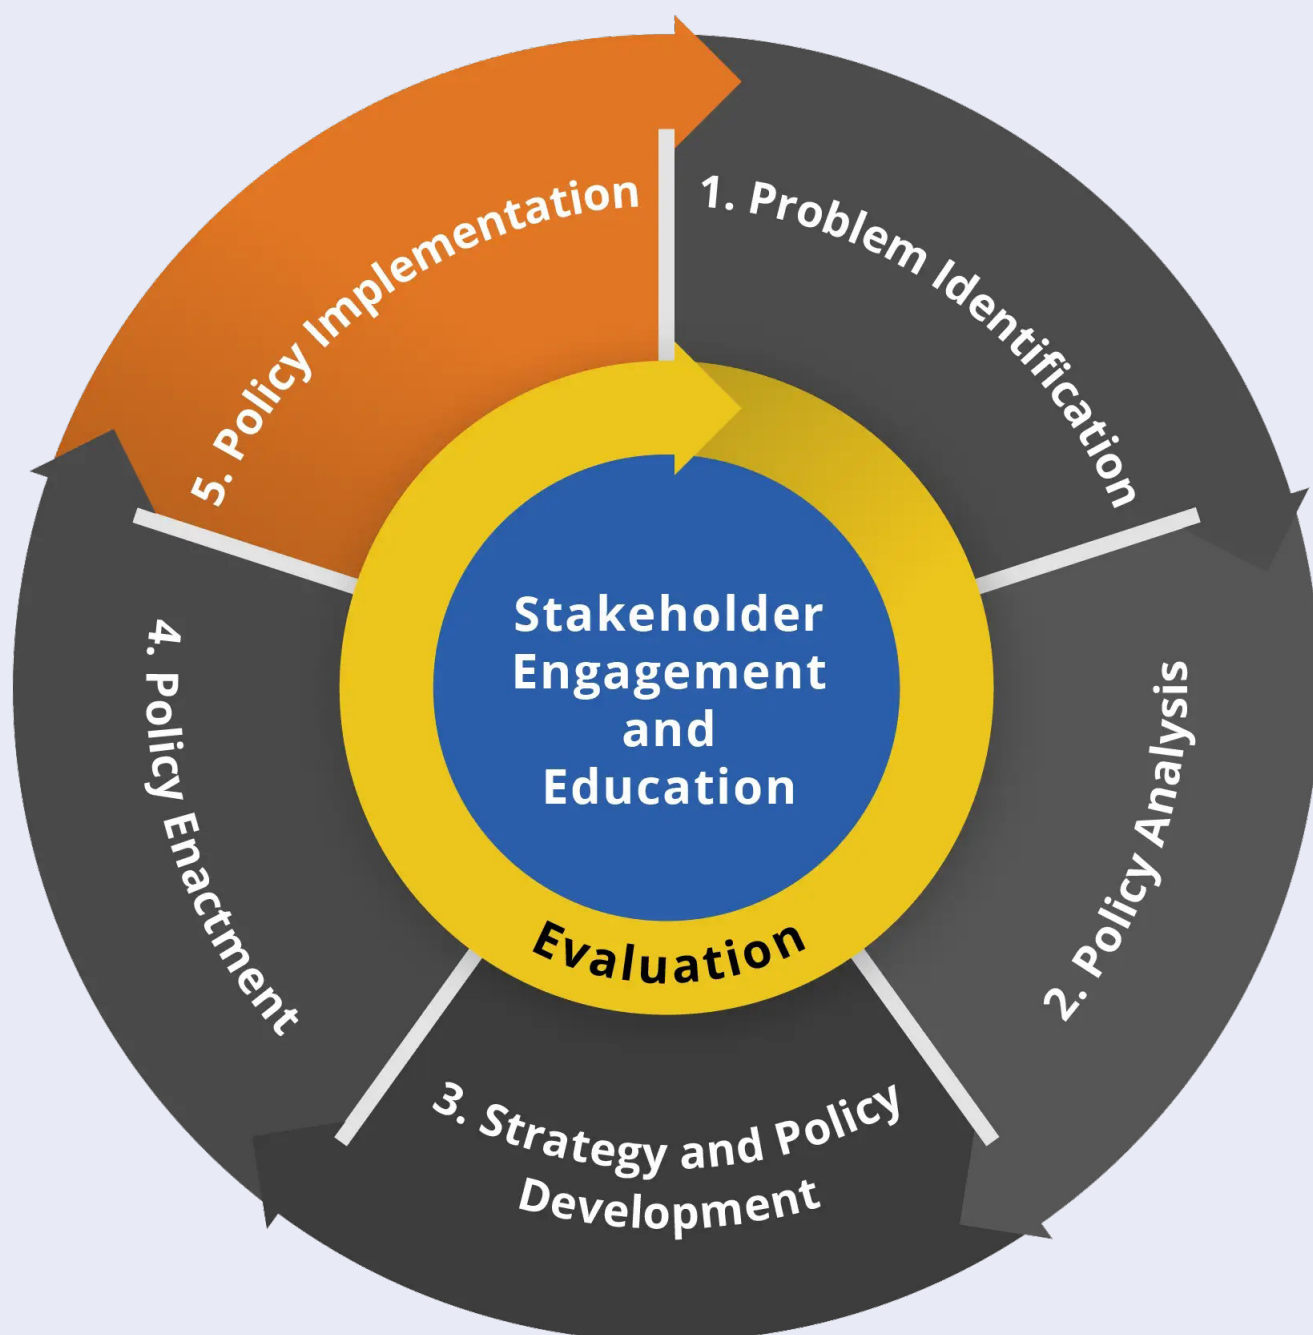 1. Problem Identification
2. Policy Analysis
3. Strategy and Policy
Development
4. Policy Enactment
5. Policy Implementation
Evaluation
Stakeholder
Engagement
and
Education